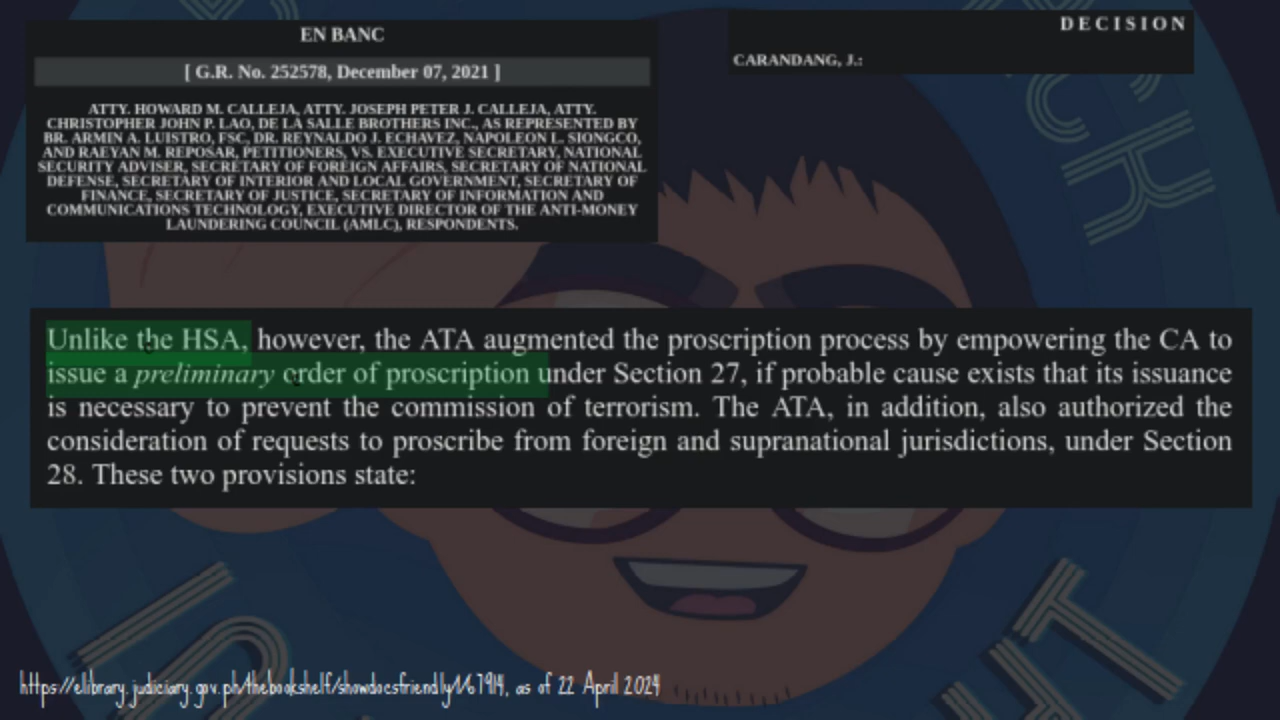 EN BANC
[ G.R. No. 252578, December 07, 2021 ]
ATTY. HOWARD M. CALLEJA, ATTY. JOSEPH PETER J. CALLEJA, ATTY.
CHRISTOPHER JOHN P. LAO, DE LA SALLE BROTHERS INC., AS REPRESENTED BY
BR. ARMIN A. LUISTRO, FSC, DR. REYNALDO J. ECHAVEZ, NAPOLEON L. SIONGCO,
AND RAEYAN M. REPOSAR, PETITIONERS, VS. EXECUTIVE SECRETARY, NATIONAL
SECURITY ADVISER, SECRETARY OF FOREIGN AFFAIRS, SECRETARY OF NATIONAL
DEFENSE, SECRETARY OF INTERIOR AND LOCAL GOVERNMENT, SECRETARY OF
FINANCE, SECRETARY OF JUSTICE, SECRETARY OF INFORMATION AND
COMMUNICATIONS TECHNOLOGY, EXECUTIVE DIRECTOR OF THE ANTI-MONEY
LAUNDERING COUNCIL (AMLC), RESPONDENTS.
DECISION
CARANDANG, J.:
Unlike the HSA, however, the ATA augmented the proscription process by empowering the CA to
issue a preliminary order of proscription under Section 27, if probable cause exists that its issuance
is necessary to prevent the commission of terrorism. The ATA, in addition, also authorized the
consideration of requests to proscribe from foreign and supranational jurisdictions, under Section
28. These two provisions state:
https://elibrary.judiciary.gov.ph/thebookshelf/showdocsfriendly/1/67914, as of 22 April 2024